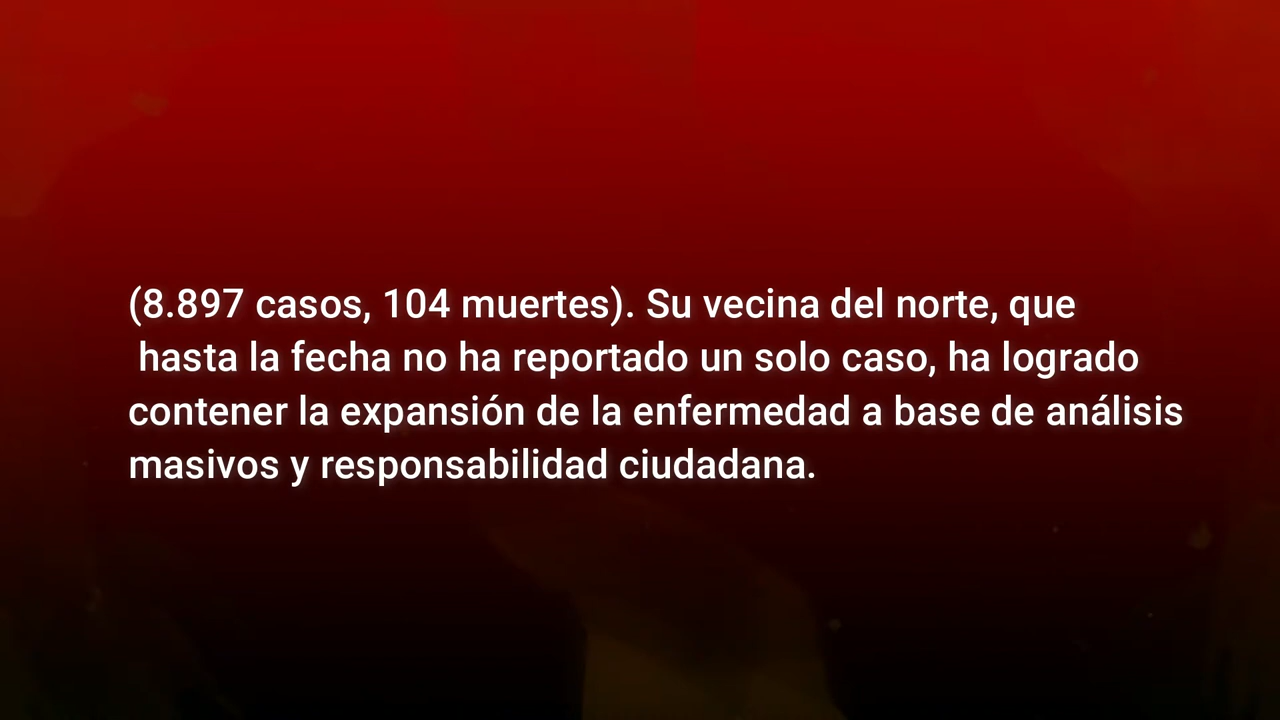 (8.897 casos, 104 muertes). Su vecina del norte, que
hasta la fecha no ha reportado un solo caso, ha logrado
contener la expansión de la enfermedad a base de análisis
masivos y responsabilidad ciudadana.